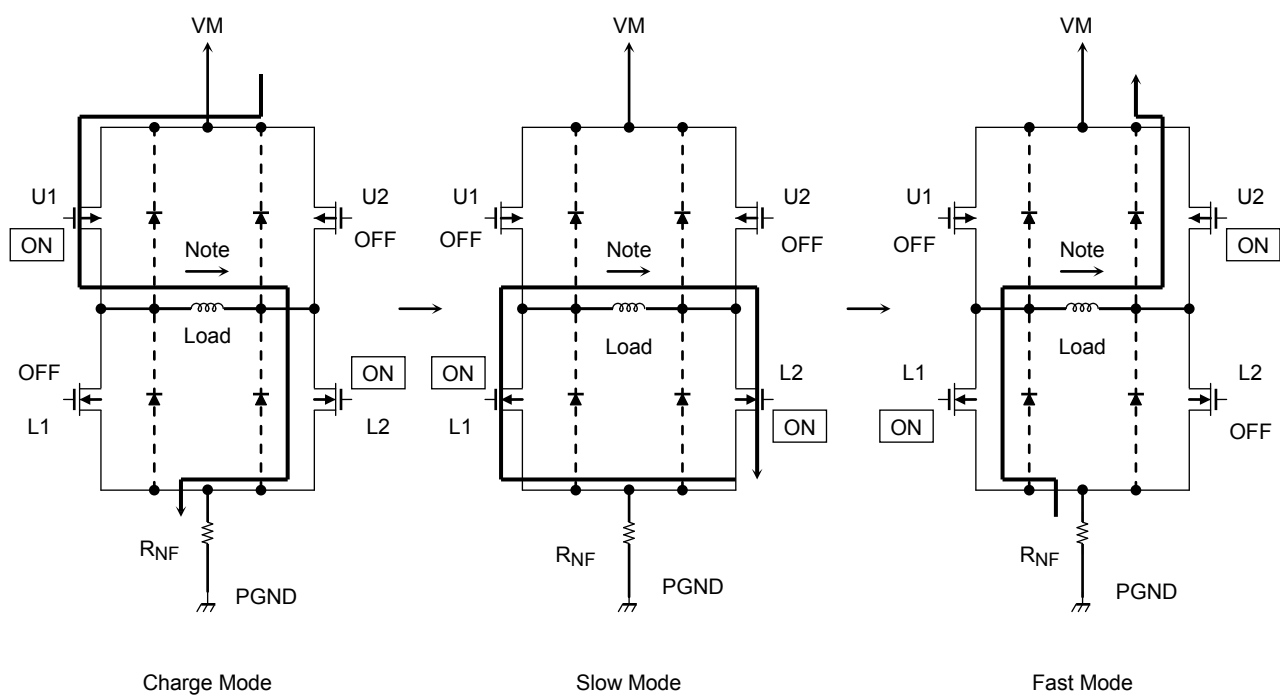 VM
U1
ON
U2
OFF
Note
Load
OFF
L1
ON
L2
RNF
PGND
Charge Mode
VM
U1
OFF
U2
OFF
Note
Load
ON
L1
L2
ON
RNF
PGND
Slow Mode
VM
U1
OFF
U2
ON
Note
Load
L1
ON
L2
OFF
RNF
PGND
Fast Mode